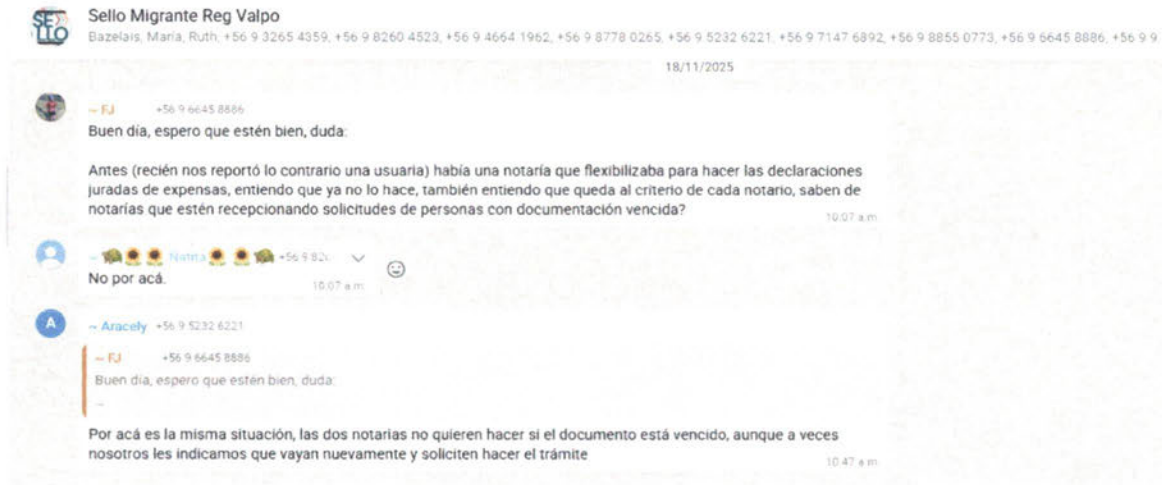 SE
LLO
Sello Migrante Reg Valpo
Bazelais, María, Ruth, +56 9 3265 4359, +56 9 8260 4523, +56 9 4664 1962, +56 9 8778 0265, +56 9 5232 6221, +56 9 7147 6892, +56 9 8855 0773, +56 9 6645 8886, +56 9 9
18/11/2025
~ FJ +56 9 6645 8886
Buen día, espero que estén bien, duda:
Antes (recién nos reportó lo contrario una usuaria) había una notaría que flexibilizaba para hacer las declaraciones
juradas de expensas, entiendo que ya no lo hace, también entiendo que queda al criterio de cada notario, saben de
notarías que estén recepcionando solicitudes de personas con documentación vencida?
10:07 a.m.
+56 9 82
No por acá.
10:07 a.m.
A
~ Aracely +56 9 5232 6221
~ FJ +56 9 6645 8886
Buen día, espero que estén bien, duda:
...
Por acá es la misma situación, las dos notarias no quieren hacer si el documento está vencido, aunque a veces
nosotros les indicamos que vayan nuevamente y soliciten hacer el trámite
10:47 a.m.